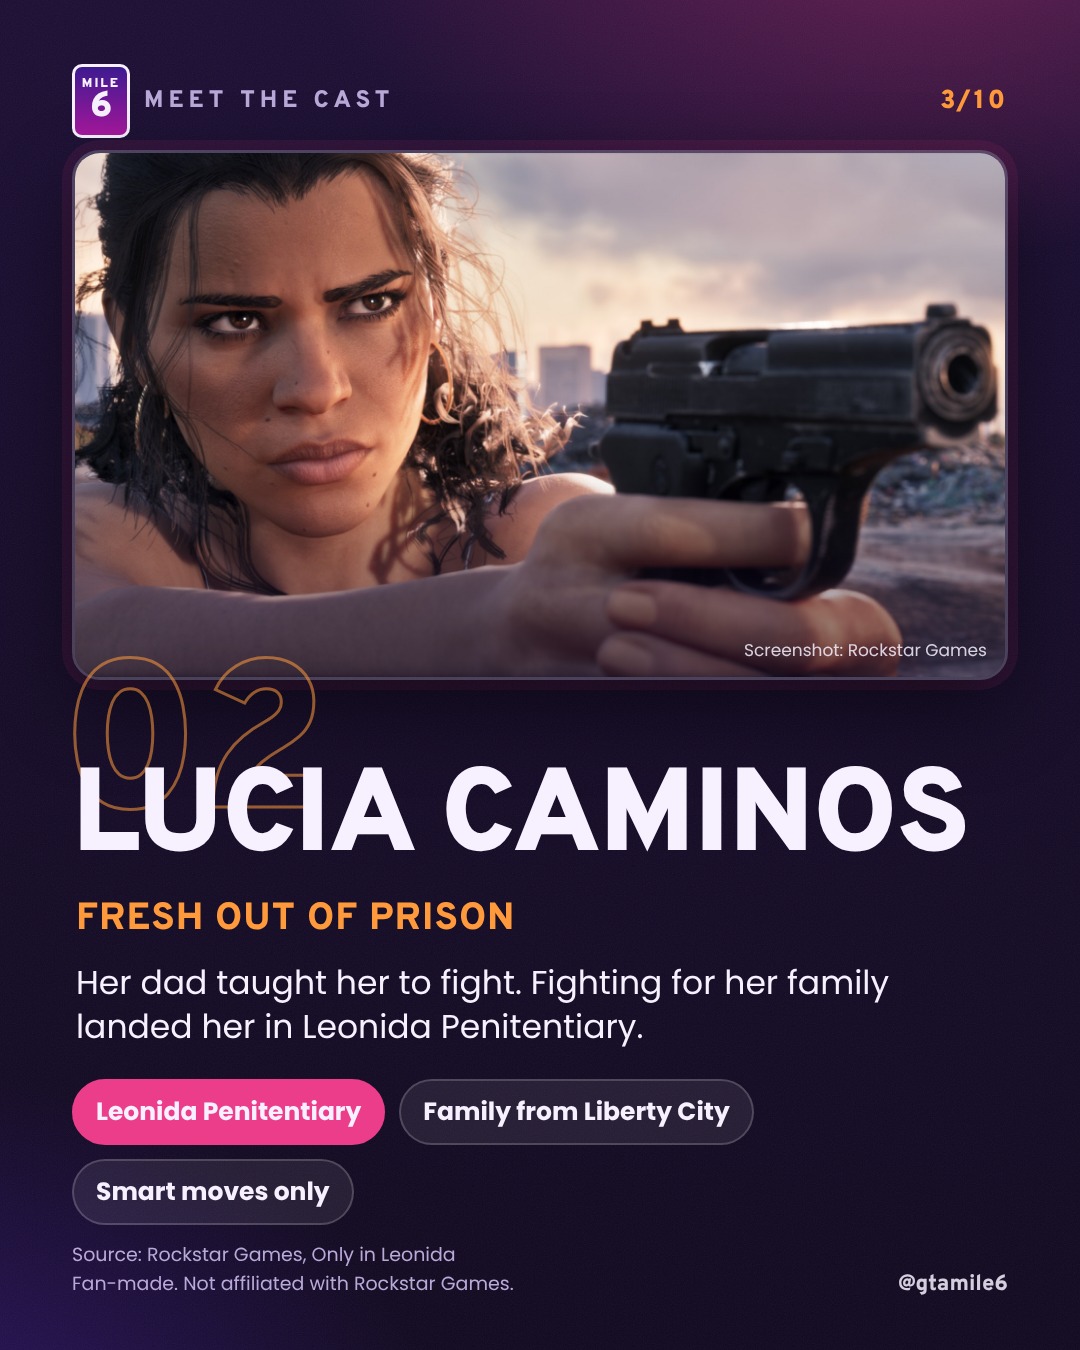 MILE
6
MEET THE CAST
3/10
Screenshot: Rockstar Games
02
LUCIA CAMINOS
FRESH OUT OF PRISON
Her dad taught her to fight. Fighting for her family
landed her in Leonida Penitentiary.
Leonida Penitentiary
Family from Liberty City
Smart moves only
Source: Rockstar Games, Only in Leonida
Fan-made. Not affiliated with Rockstar Games.
@gtamile6